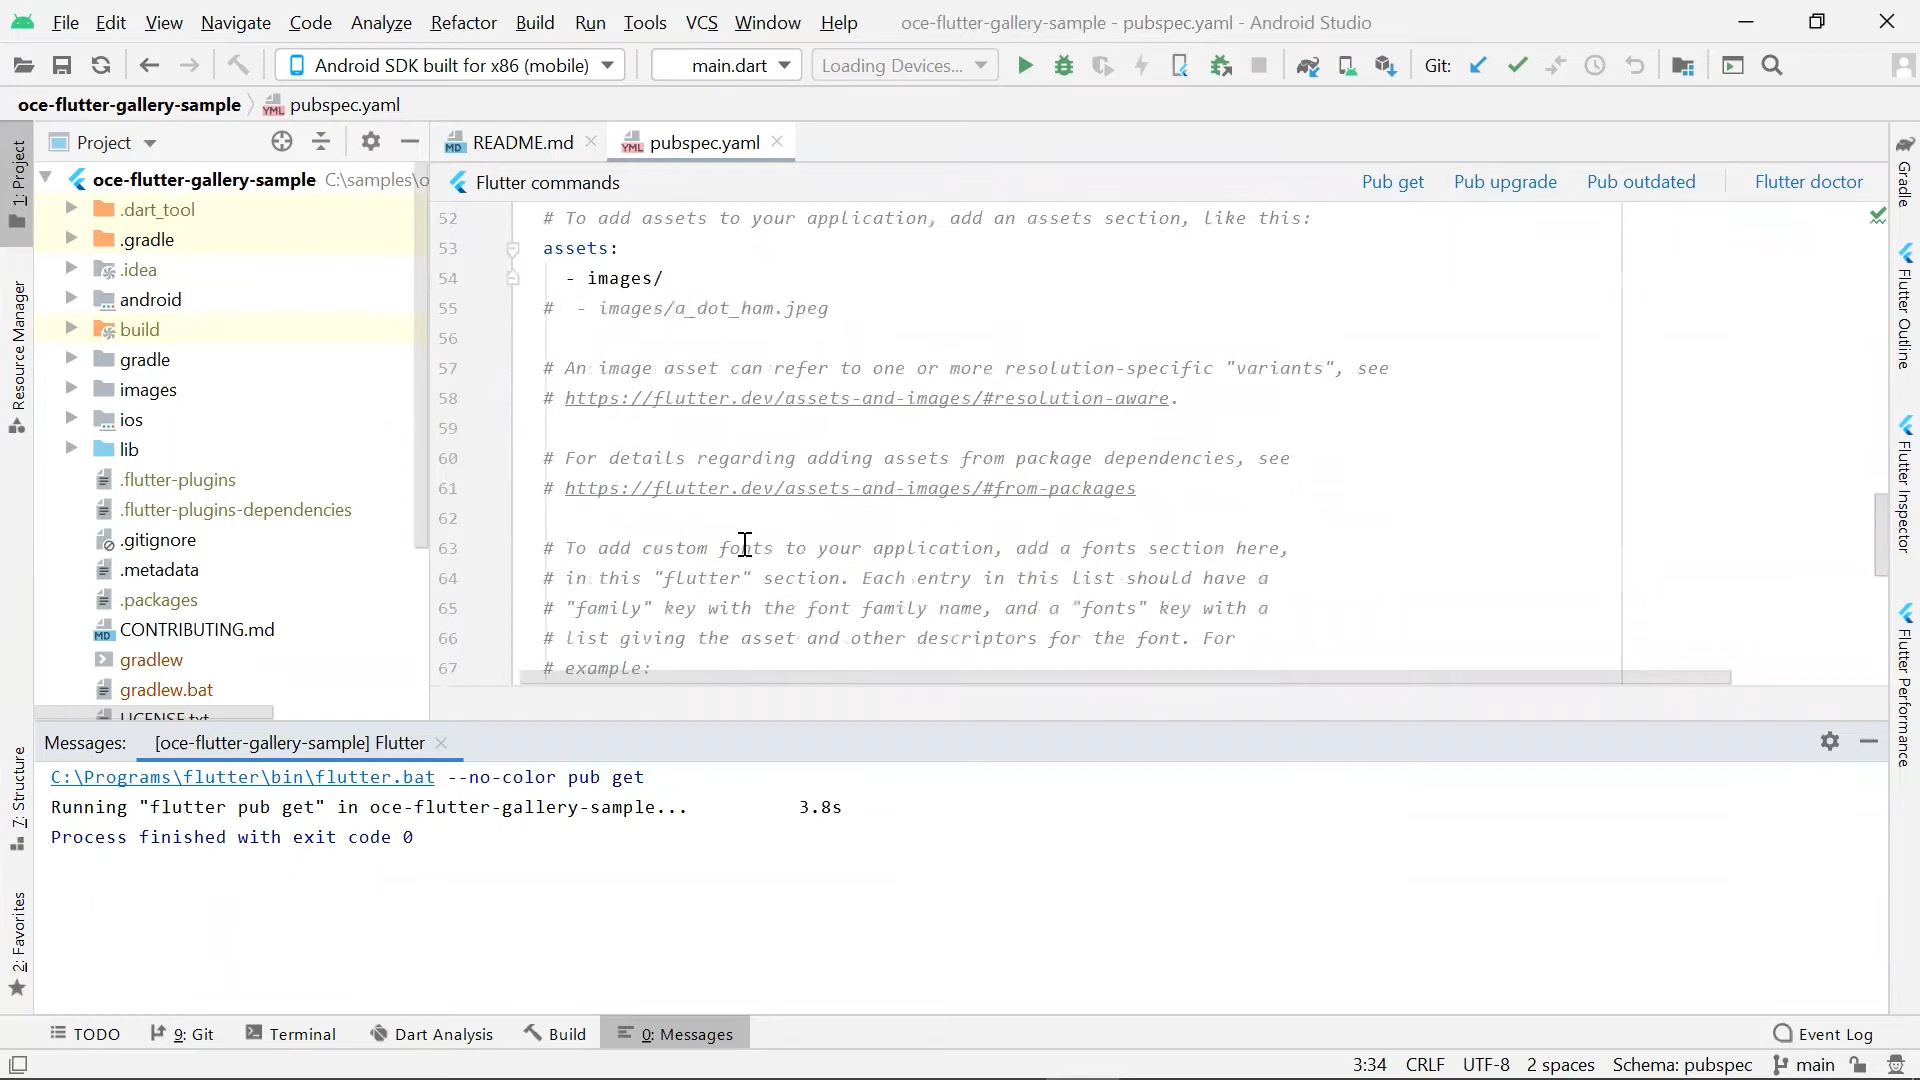 File Edit View Navigate Code Analyze Refactor Build Run Tools VCS Window Help oce-flutter-gallery-sample - pubspec.yaml - Android Studio
Android SDK built for x86 (mobile) main.dart Loading Devices... Git:
oce-flutter-gallery-sample pubspec.yaml
Project
README.md pubspec.yaml
oce-flutter-gallery-sample C:\samples\o
Flutter commands Pub get Pub upgrade Pub outdated Flutter doctor
.dart_tool
.gradle
.idea
android
build
gradle
images
ios
lib
.flutter-plugins
.flutter-plugins-dependencies
.gitignore
.metadata
.packages
CONTRIBUTING.md
gradlew
gradlew.bat
LICENSE.txt
52 # To add assets to your application, add an assets section, like this:
53 assets:
54 - images/
55 # - images/a_dot_ham.jpeg
56
57 # An image asset can refer to one or more resolution-specific "variants", see
58 # https://flutter.dev/assets-and-images/#resolution-aware.
59
60 # For details regarding adding assets from package dependencies, see
61 # https://flutter.dev/assets-and-images/#from-packages
62
63 # To add custom fonts to your application, add a fonts section here,
64 # in this "flutter" section. Each entry in this list should have a
65 # "family" key with the font family name, and a "fonts" key with a
66 # list giving the asset and other descriptors for the font. For
67 # example:
1: Project
Resource Manager
7: Structure
2: Favorites
Gradle
Flutter Outline
Flutter Inspector
Flutter Performance
Messages: [oce-flutter-gallery-sample] Flutter
C:\Programs\flutter\bin\flutter.bat --no-color pub get
Running "flutter pub get" in oce-flutter-gallery-sample... 3.8s
Process finished with exit code 0
TODO 9: Git Terminal Dart Analysis Build 0: Messages Event Log
3:34 CRLF UTF-8 2 spaces Schema: pubspec main